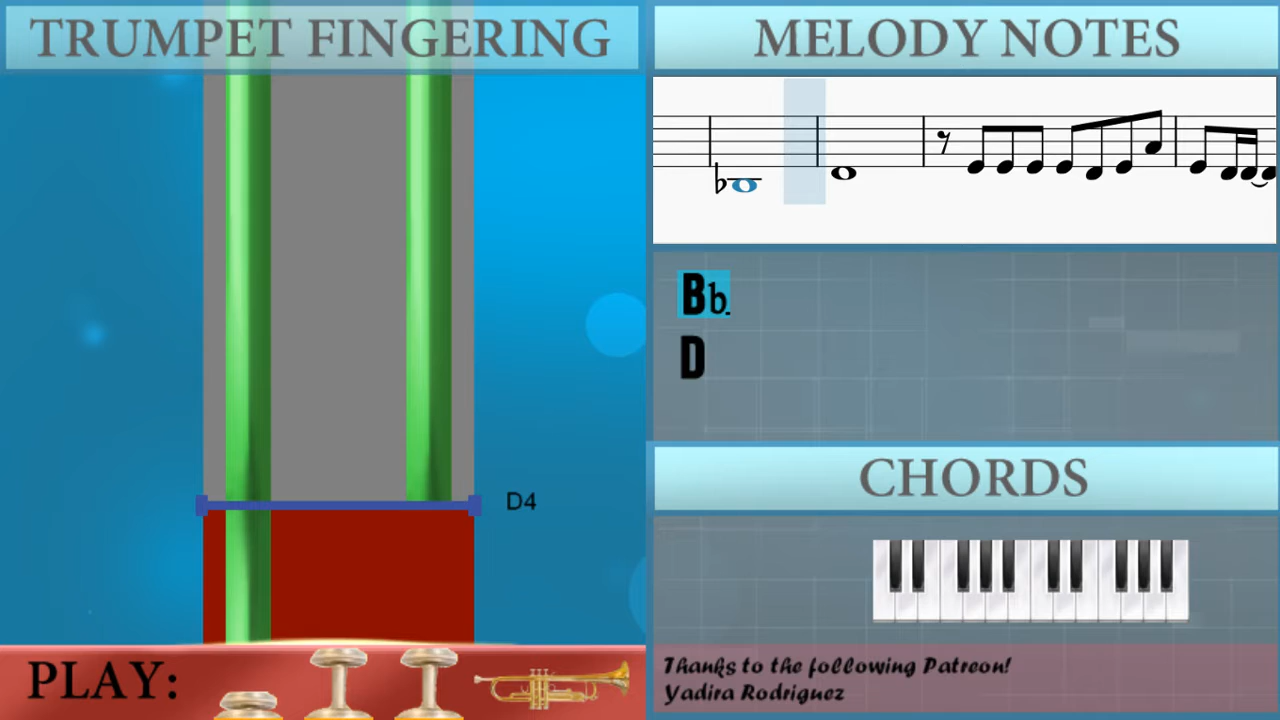 TRUMPET FINGERING
MELODY NOTES
Bb
D
D4
CHORDS
PLAY:
Thanks to the following Patreon!
Yadira Rodriguez